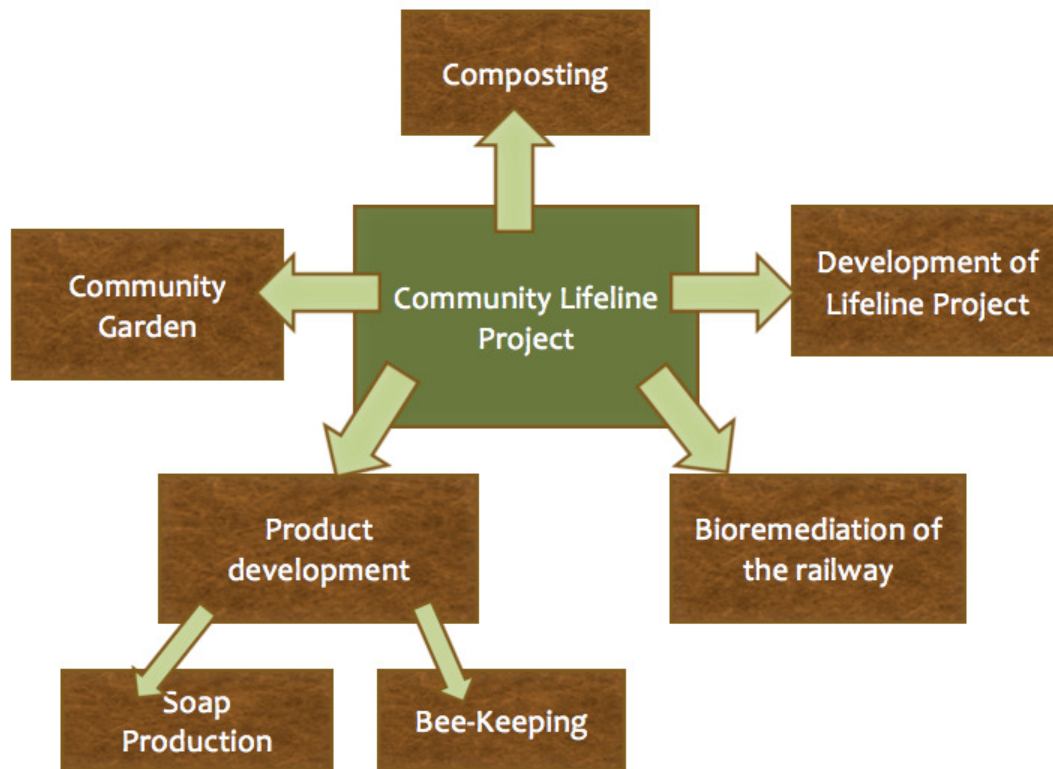 Composting
Community
Garden
Community Lifeline
Project
Development of
Lifeline Project
Product
development
Bioremediation of
the railway
Soap
Production
Bee-Keeping